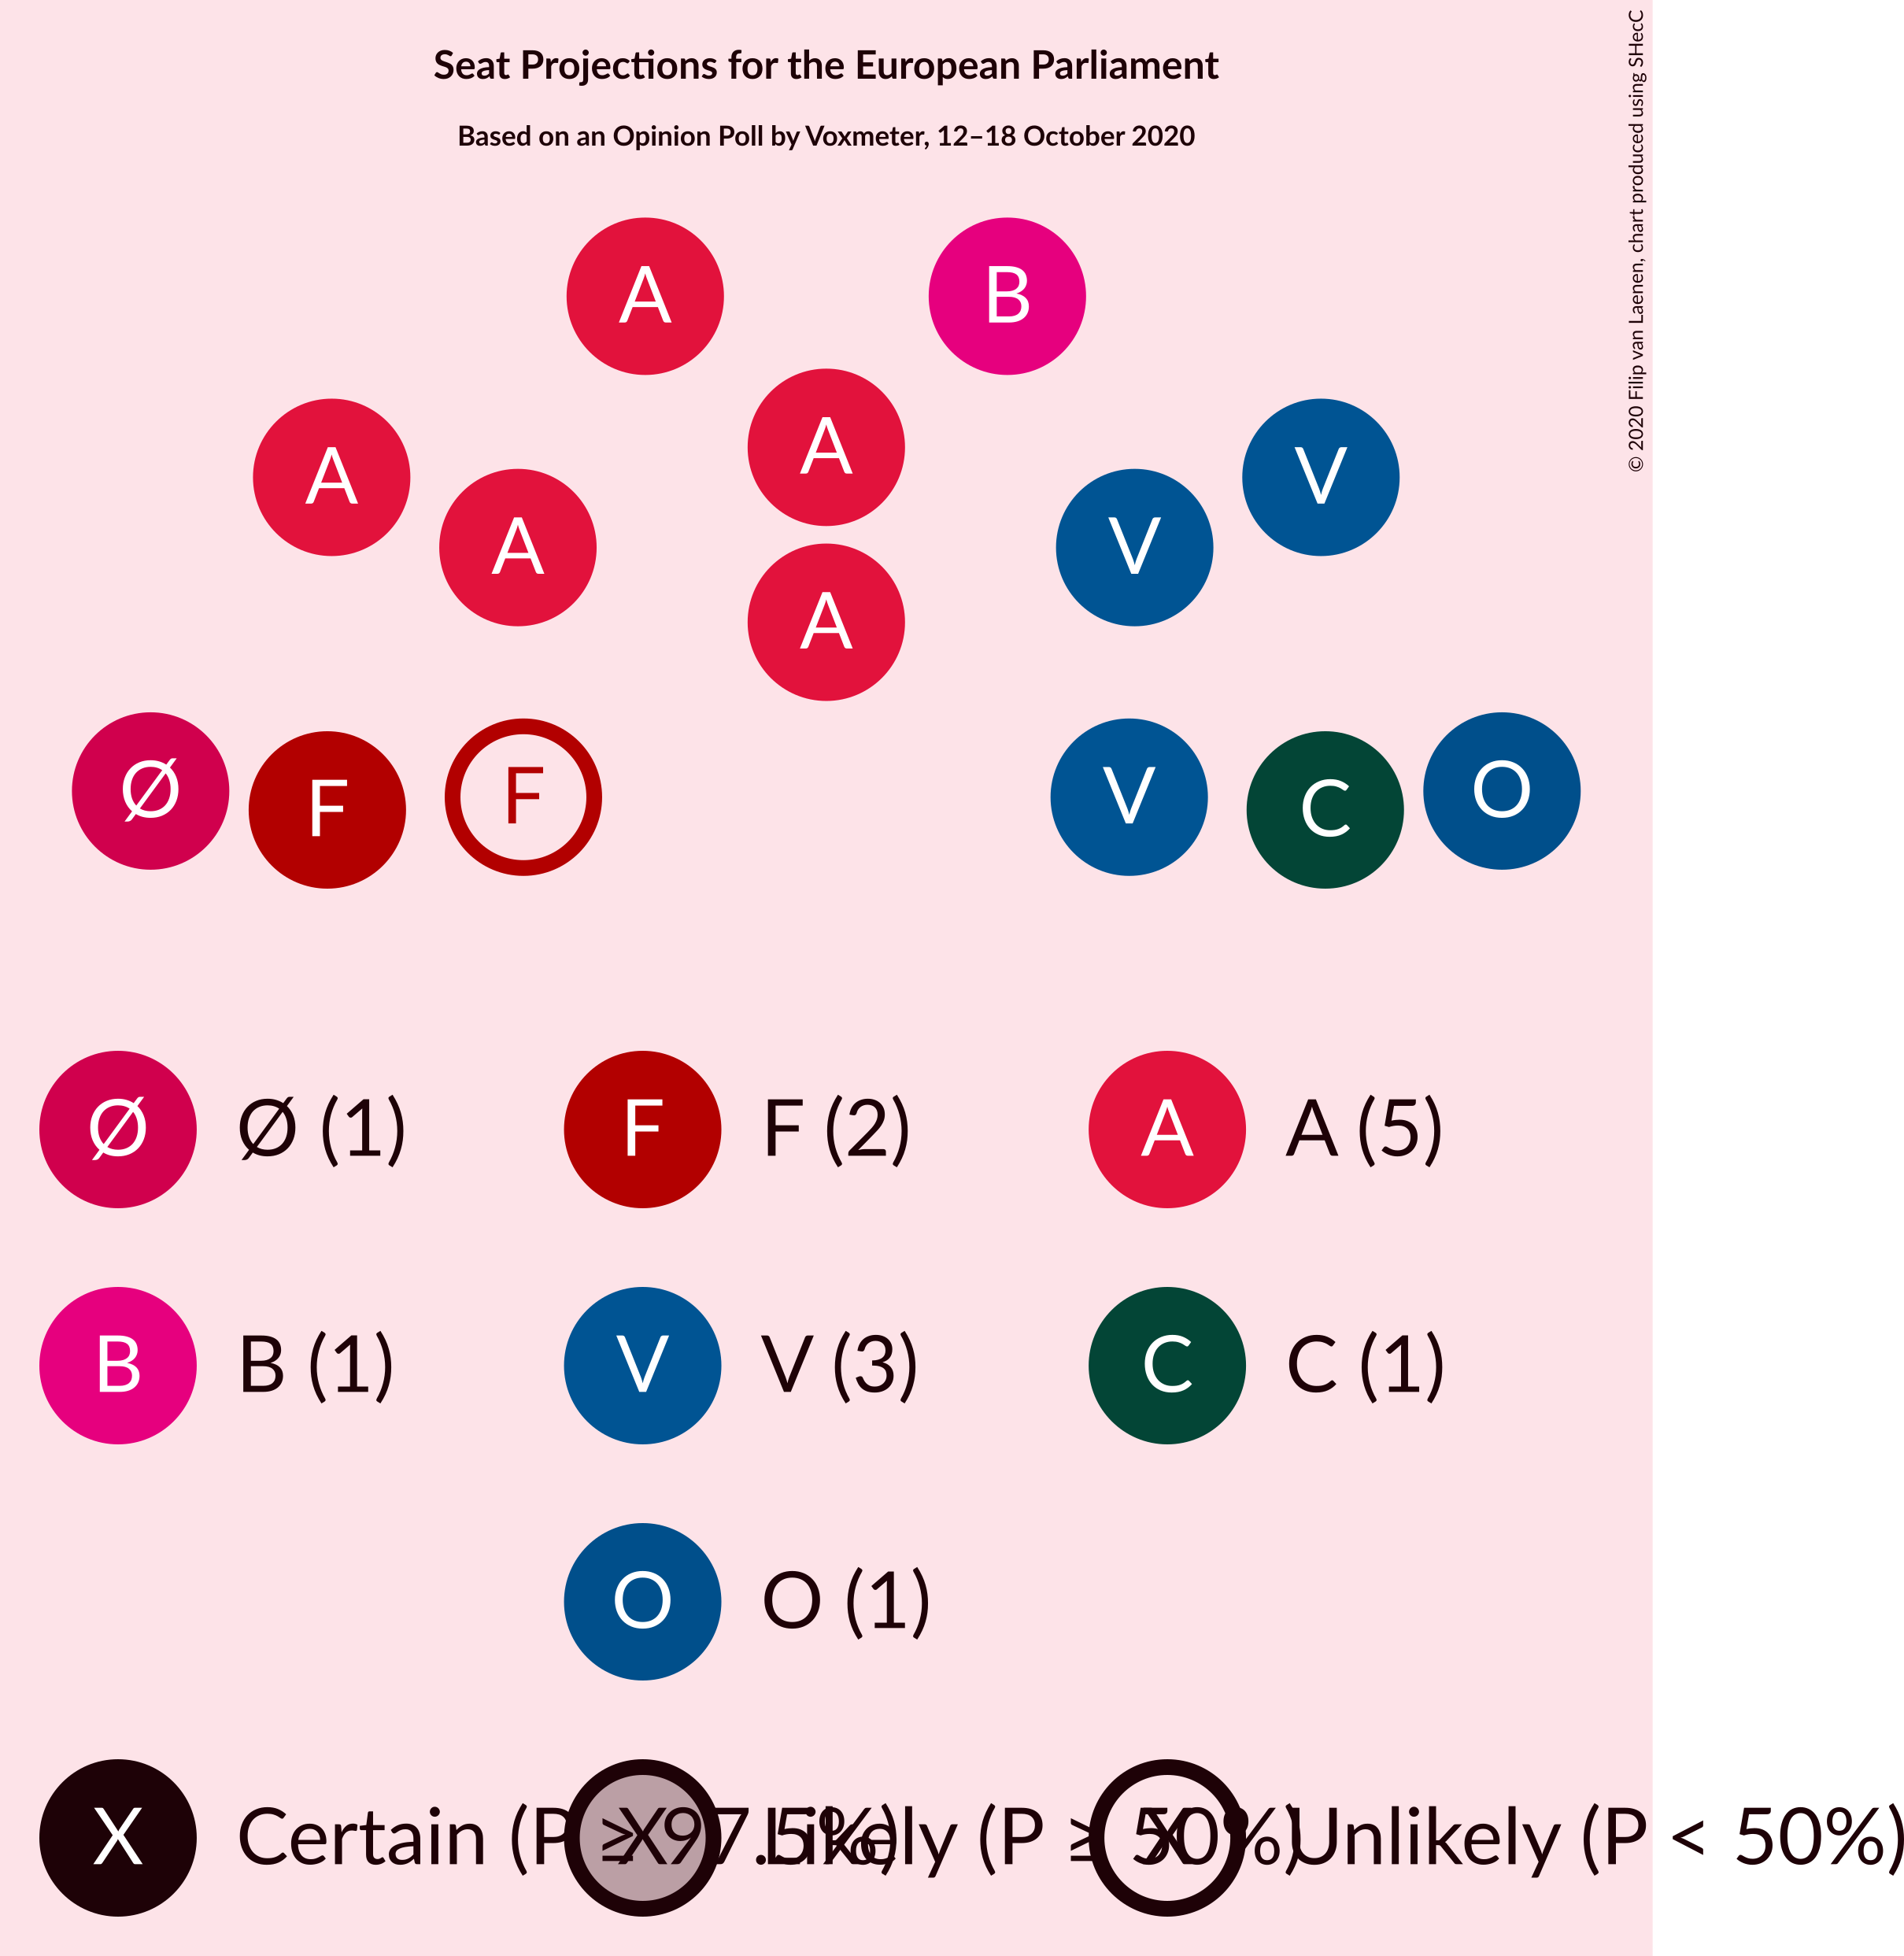 Seat Projections for the European Parliament
Based on an Opinion Poll by Voxmeter, 12–18 October 2020
© 2020 Filip van Laenen, chart produced using SHecC
A B
A A A V V
A
Ø F F V C O
Ø Ø (1) F F (2) A A (5)
B B (1) V V (3) C C (1)
O O (1)
X Certain (P ≥ 97.5%) X Likely (P ≥ 50%) X Unlikely (P < 50%)